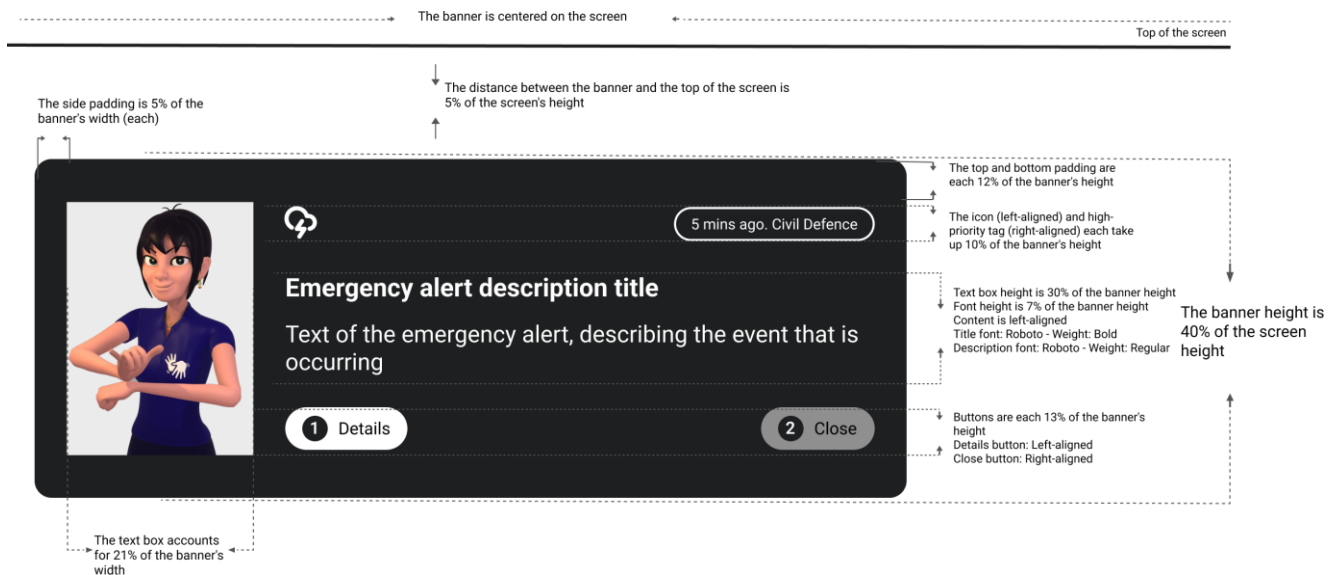 The banner is centered on the screen
Top of the screen
The distance between the banner and the top of the screen is
5% of the screen's height
The side padding is 5% of the
banner's width (each)
The top and bottom padding are
each 12% of the banner's height
5 mins ago. Civil Defence
The icon (left-aligned) and high-
priority tag (right-aligned) each take
up 10% of the banner's height
Emergency alert description title
Text of the emergency alert, describing the event that is
occurring
Text box height is 30% of the banner height
Font height is 7% of the banner height
Content is left-aligned
Title font: Roboto - Weight: Bold
Description font: Roboto - Weight: Regular
The banner height is
40% of the screen
height
1 Details
2 Close
Buttons are each 13% of the banner's
height
Details button: Left-aligned
Close button: Right-aligned
The text box accounts
for 21% of the banner's
width